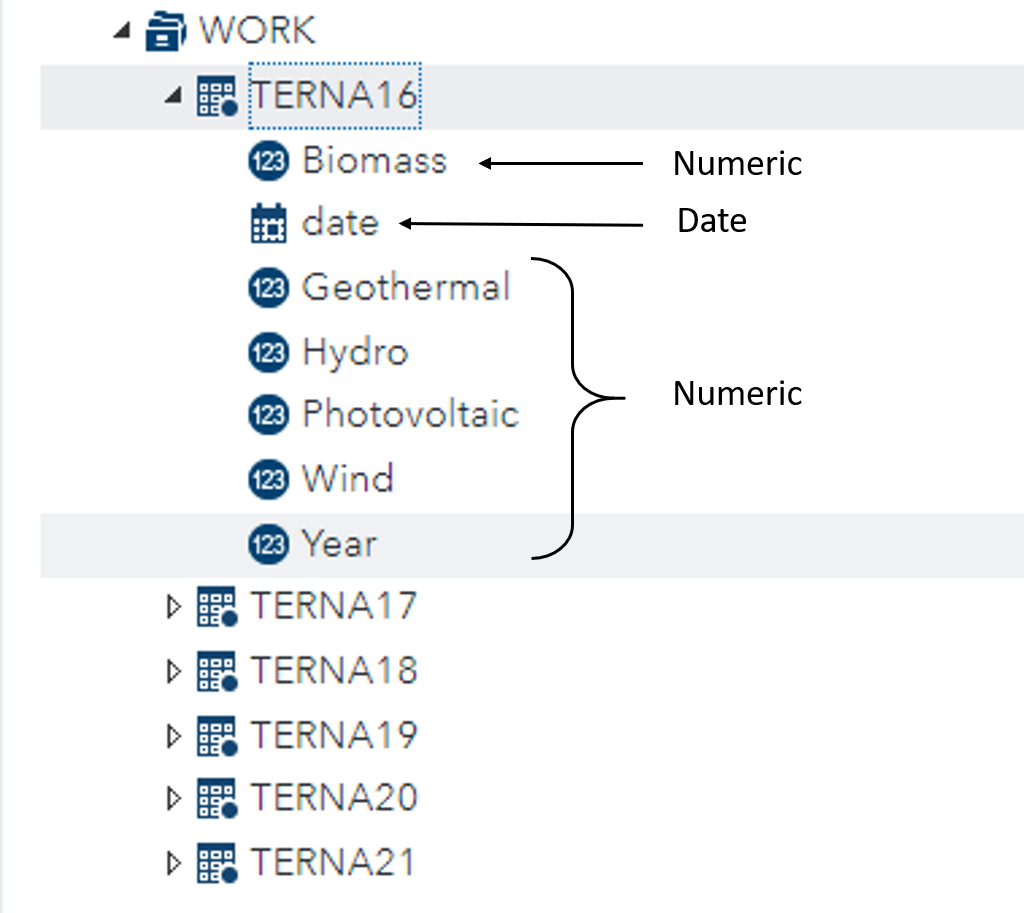 WORK
TERNA16
123 Biomass Numeric
date Date
123 Geothermal
123 Hydro
Numeric
123 Photovoltaic
123 Wind
123 Year
TERNA17
TERNA18
TERNA19
TERNA20
TERNA21